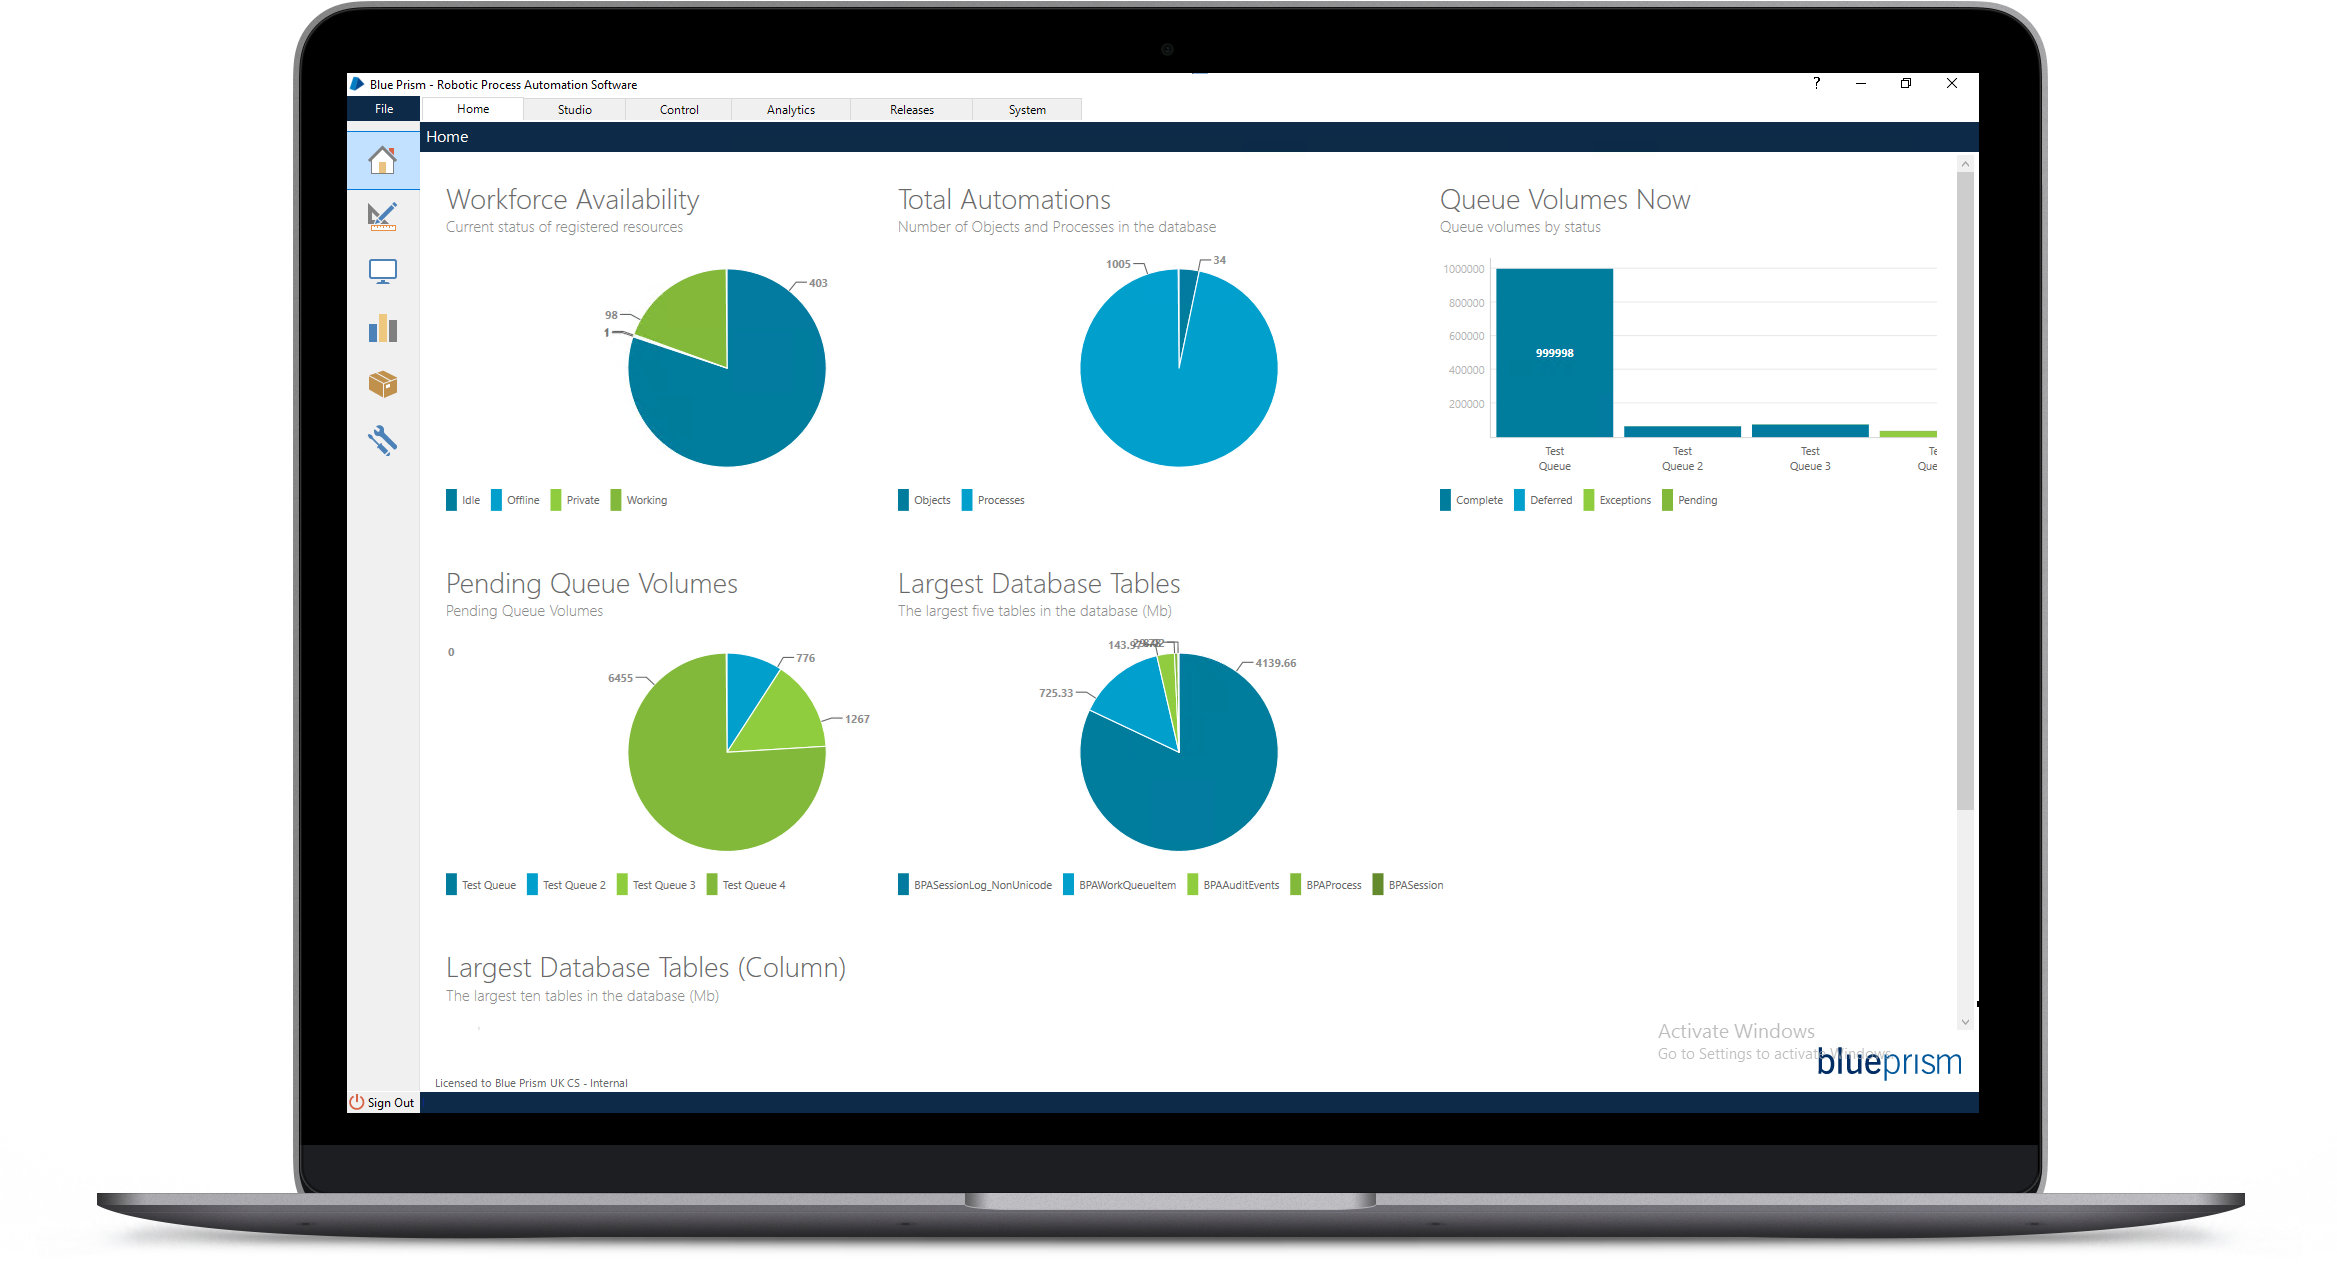 Blue Prism - Robotic Process Automation Software
?
File
Home
Studio
Control
Analytics
Releases
System
Home
Workforce Availability
Current status of registered resources
403
98
1
Idle
Offline
Private
Working
Total Automations
Number of Objects and Processes in the database
1005
34
Objects
Processes
Queue Volumes Now
Queue volumes by status
1000000
800000
600000
400000
200000
999998
Test
Queue
Test
Queue 2
Test
Queue 3
Te
Que
Complete
Deferred
Exceptions
Pending
Pending Queue Volumes
Pending Queue Volumes
0
776
6455
1267
Test Queue
Test Queue 2
Test Queue 3
Test Queue 4
Largest Database Tables
The largest five tables in the database (Mb)
4139.66
725.33
BPASessionLog_NonUnicode
BPAWorkQueueItem
BPAAuditEvents
BPAProcess
BPASession
Largest Database Tables (Column)
The largest ten tables in the database (Mb)
Activate Windows
Go to Settings to activate Windows.
blueprism
Licensed to Blue Prism UK CS - Internal
Sign Out